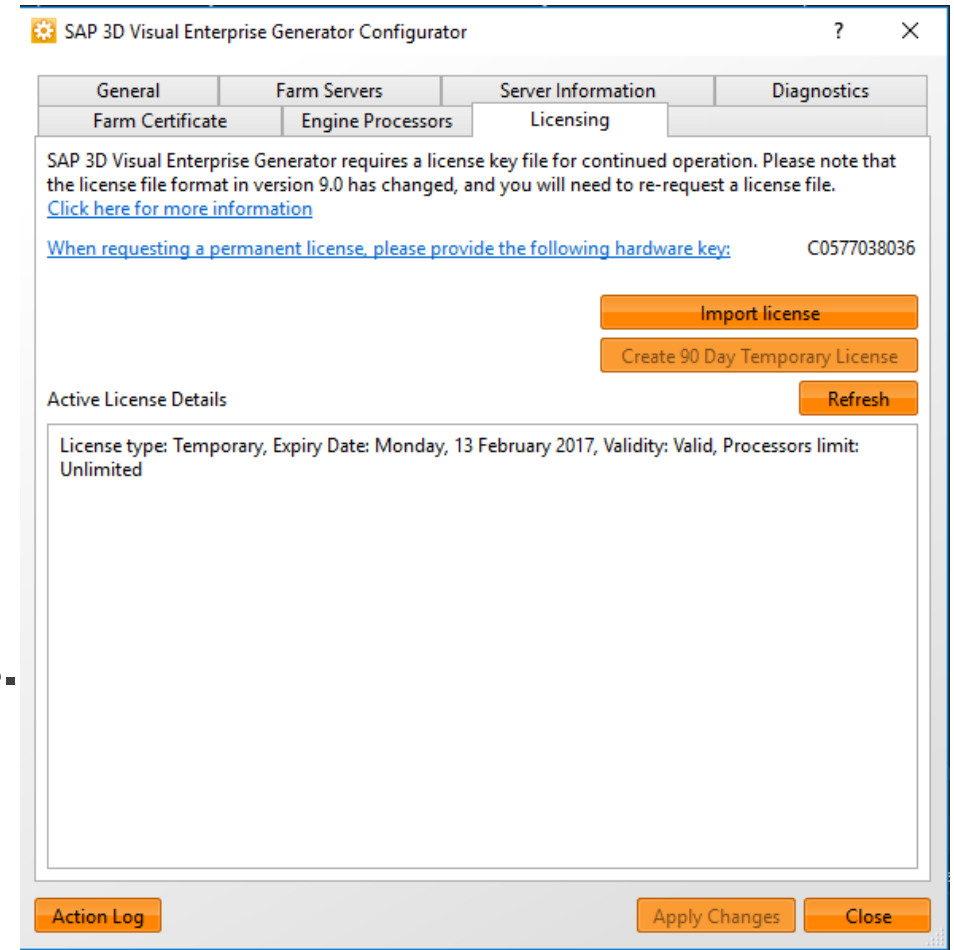 SAP 3D Visual Enterprise Generator Configurator ? ×
General Farm Servers Server Information Diagnostics
Farm Certificate Engine Processors Licensing
SAP 3D Visual Enterprise Generator requires a license key file for continued operation. Please note that
the license file format in version 9.0 has changed, and you will need to re-request a license file.
Click here for more information
When requesting a permanent license, please provide the following hardware key: C0577038036
Import license
Create 90 Day Temporary License
Active License Details Refresh
License type: Temporary, Expiry Date: Monday, 13 February 2017, Validity: Valid, Processors limit:
Unlimited
Action Log Apply Changes Close